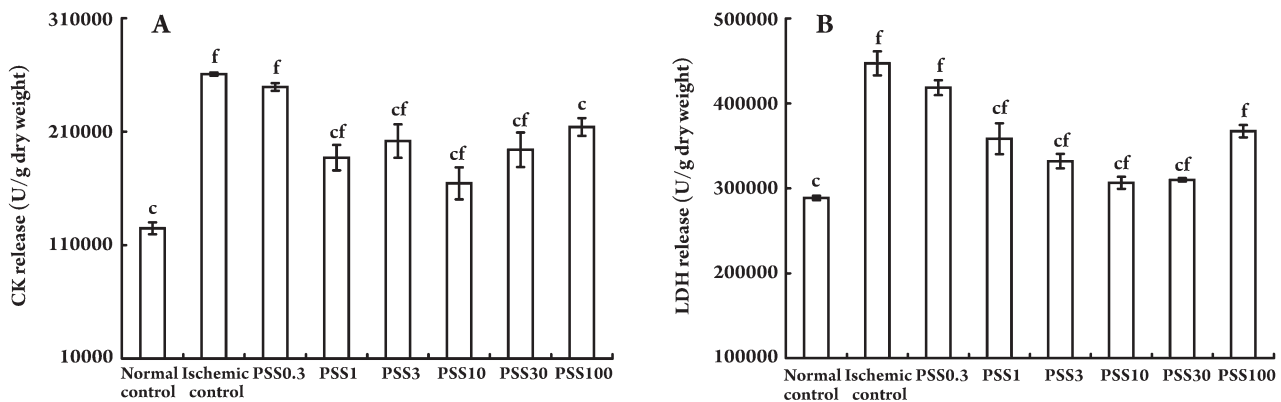 A
CK release (U/g dry weight)
310000
210000
110000
10000
c
f
f
cf
cf
cf
cf
c
Normal control
Ischemic control
PSS0.3
PSS1
PSS3
PSS10
PSS30
PSS100
B
LDH release (U/g dry weight)
500000
400000
300000
200000
100000
c
f
f
cf
cf
cf
cf
f
Normal control
Ischemic control
PSS0.3
PSS1
PSS3
PSS10
PSS30
PSS100